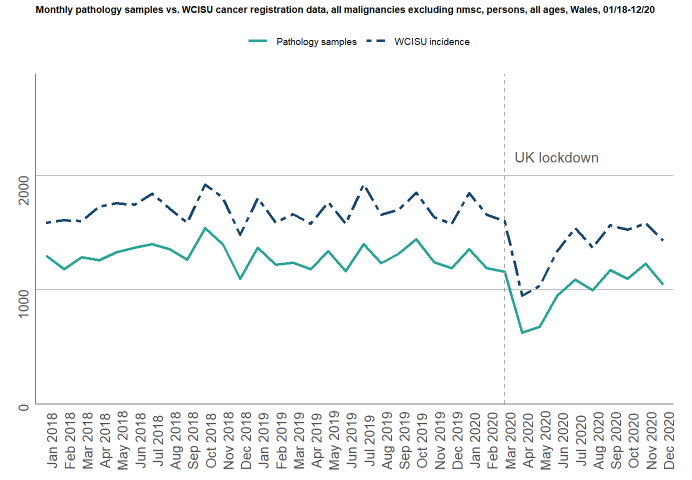 Monthly pathology samples vs. WCISU cancer registration data, all malignancies excluding nmsc, persons, all ages, Wales, 01/18-12/20
Pathology samples
WCISU incidence
UK lockdown
2000
1000
0
Jan 2018
Feb 2018
Mar 2018
Apr 2018
May 2018
Jun 2018
Jul 2018
Aug 2018
Sep 2018
Oct 2018
Nov 2018
Dec 2018
Jan 2019
Feb 2019
Mar 2019
Apr 2019
May 2019
Jun 2019
Jul 2019
Aug 2019
Sep 2019
Oct 2019
Nov 2019
Dec 2019
Jan 2020
Feb 2020
Mar 2020
Apr 2020
May 2020
Jun 2020
Jul 2020
Aug 2020
Sep 2020
Oct 2020
Nov 2020
Dec 2020